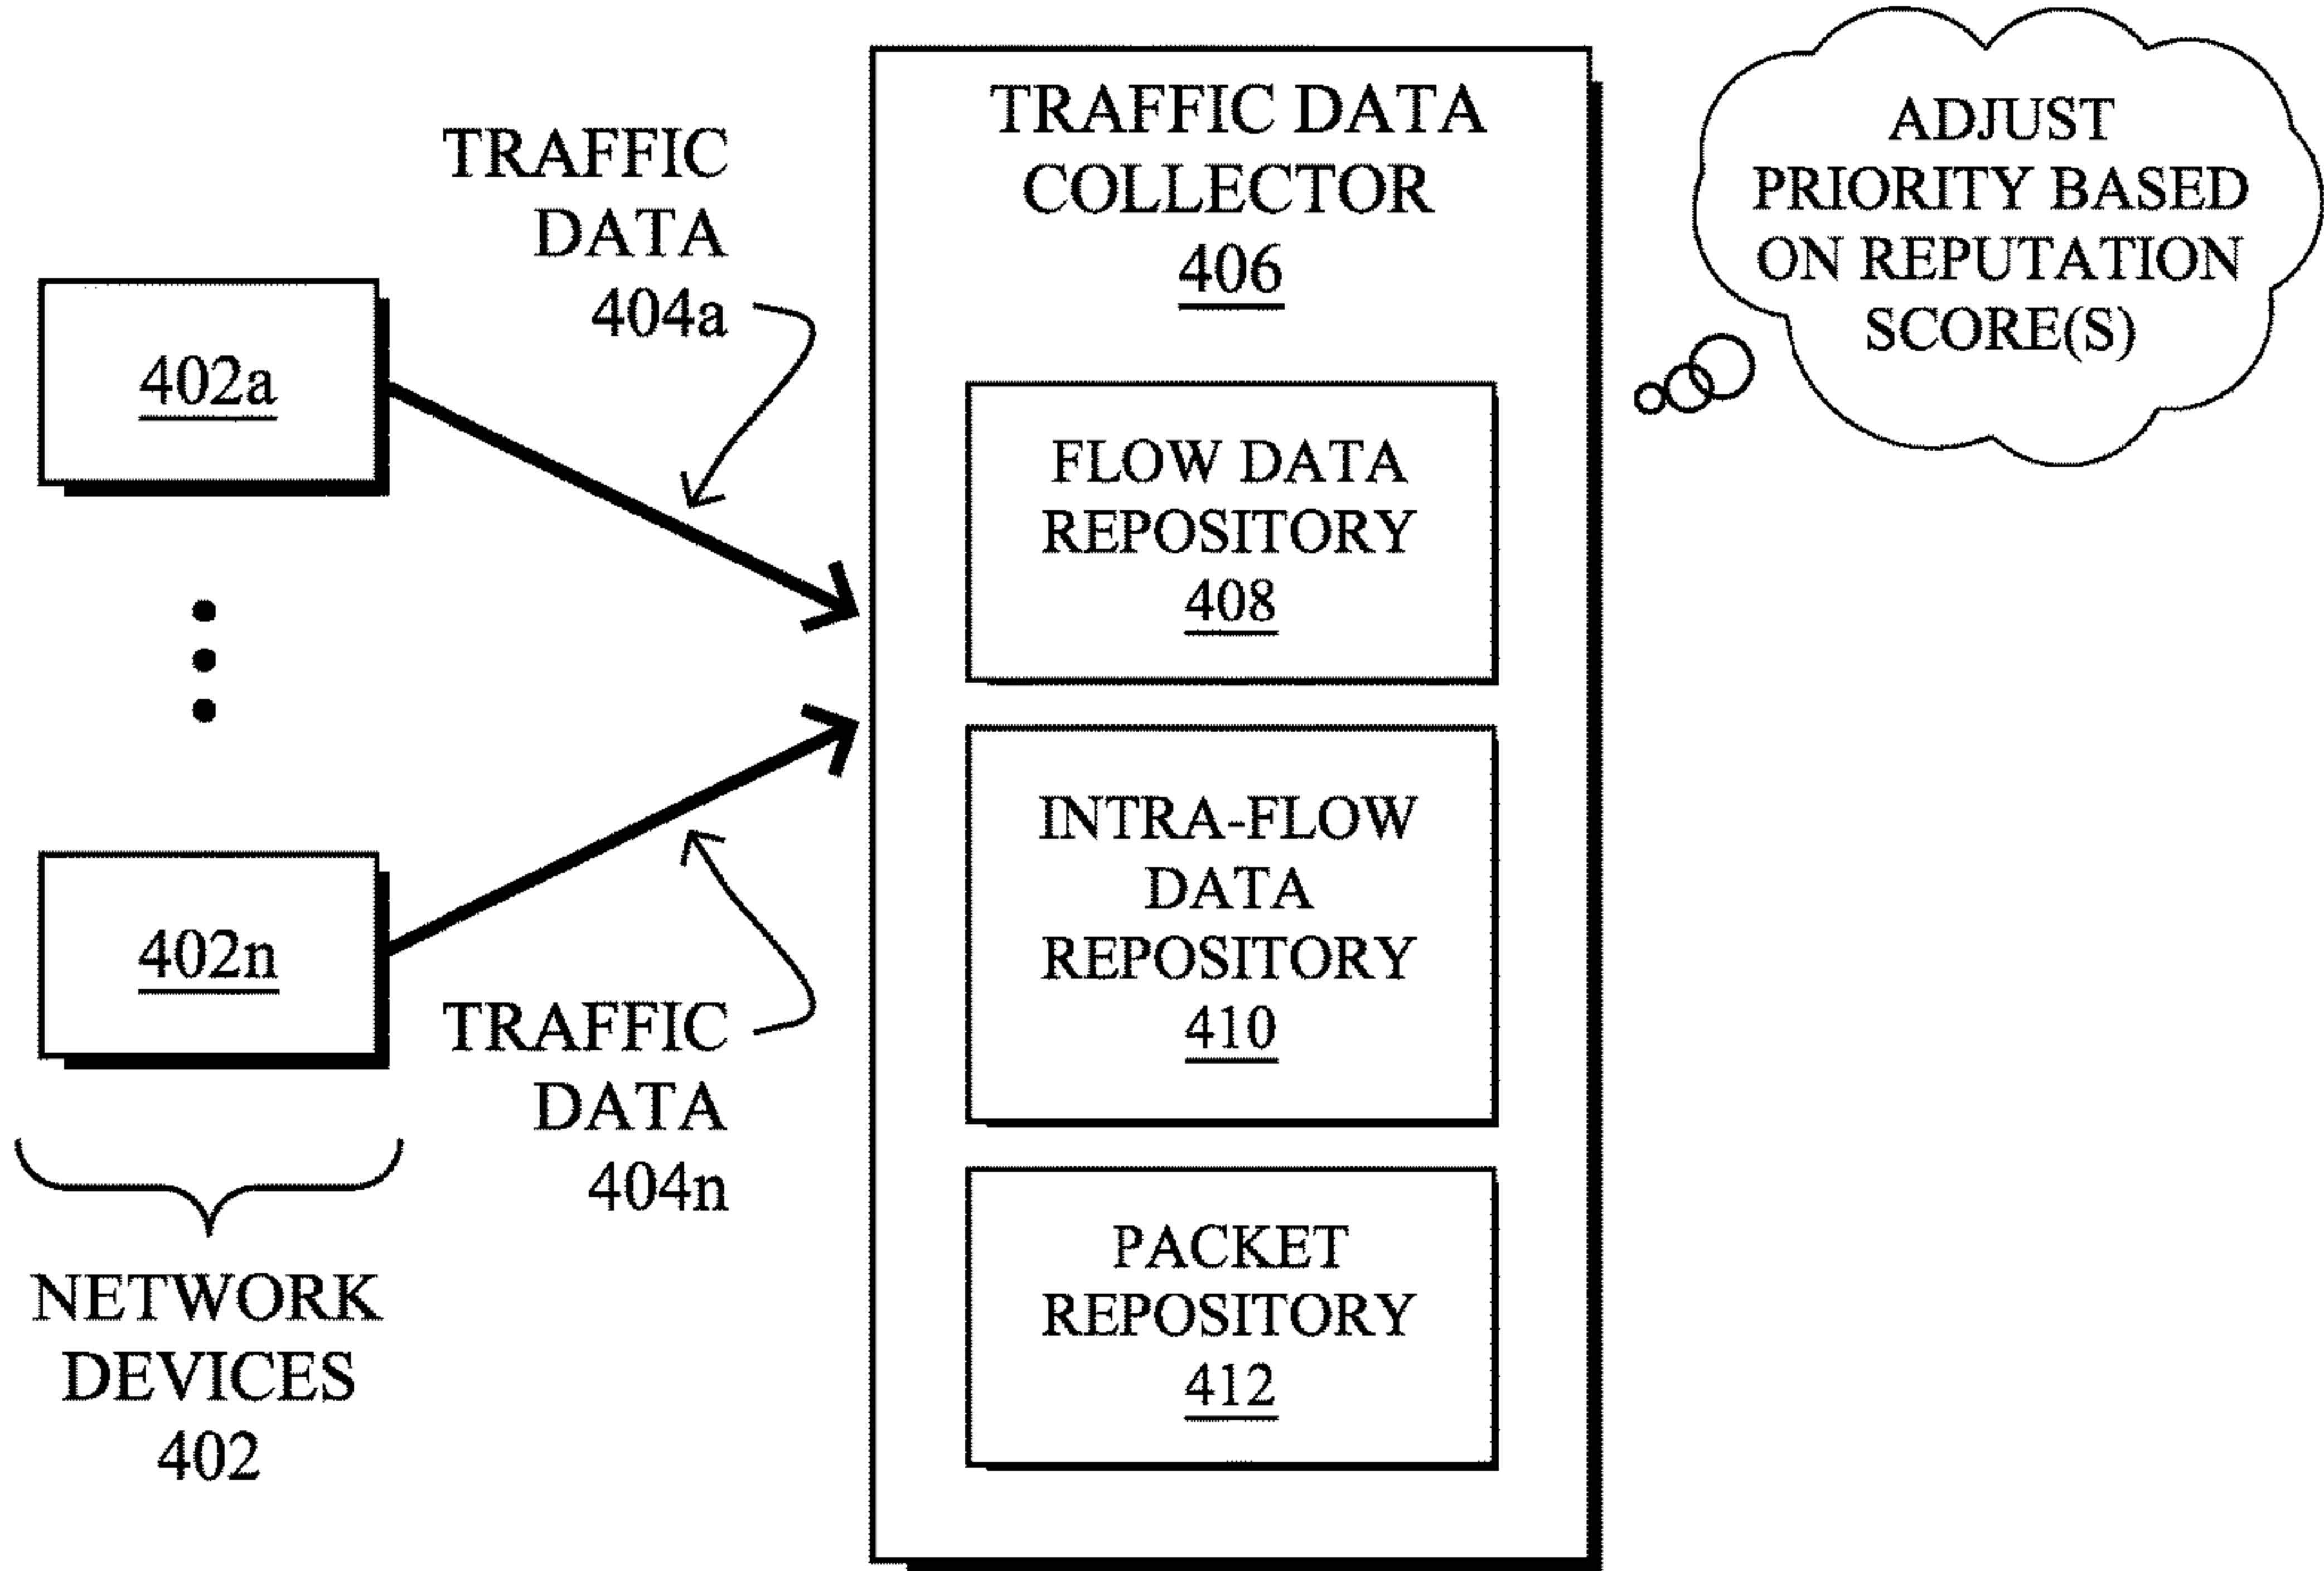 TRAFFIC
DATA
404a
402a
402n
TRAFFIC
DATA
404n
NETWORK
DEVICES
402
TRAFFIC DATA
COLLECTOR
406
FLOW DATA
REPOSITORY
408
INTRA-FLOW
DATA
REPOSITORY
410
PACKET
REPOSITORY
412
ADJUST
PRIORITY BASED
ON REPUTATION
SCORE(S)